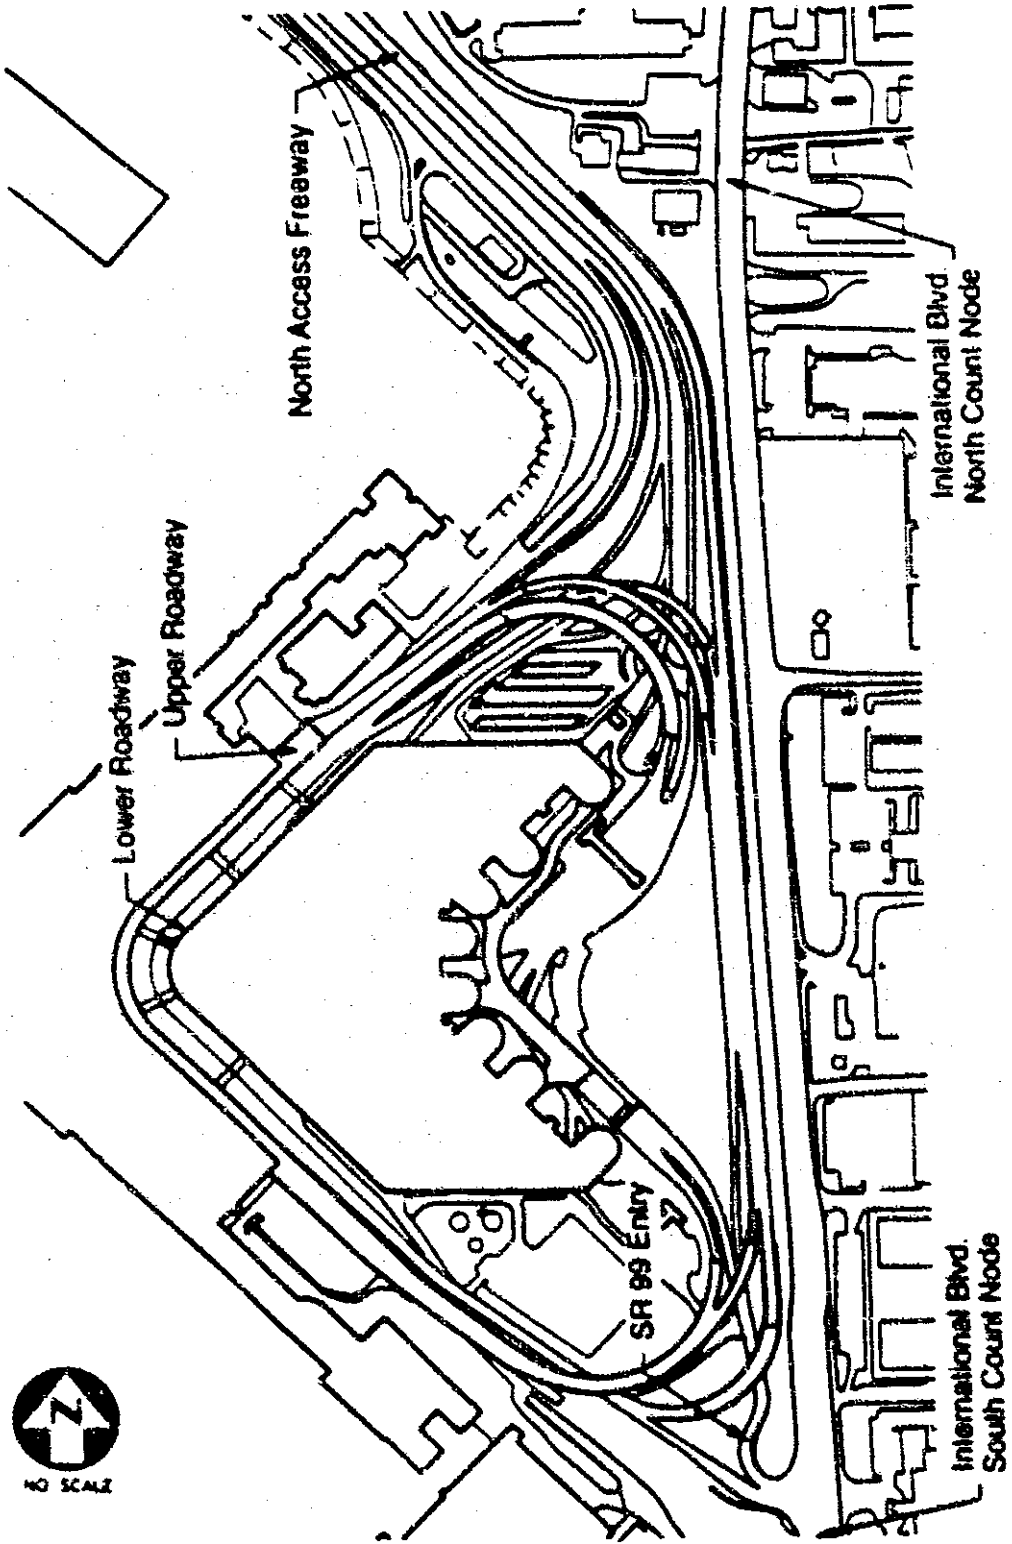 North Access Freeway
Upper Roadway
Lower Roadway
International Blvd.
North Count Node
SR 99 Entry
International Blvd.
South Count Node
N
NO SCALE